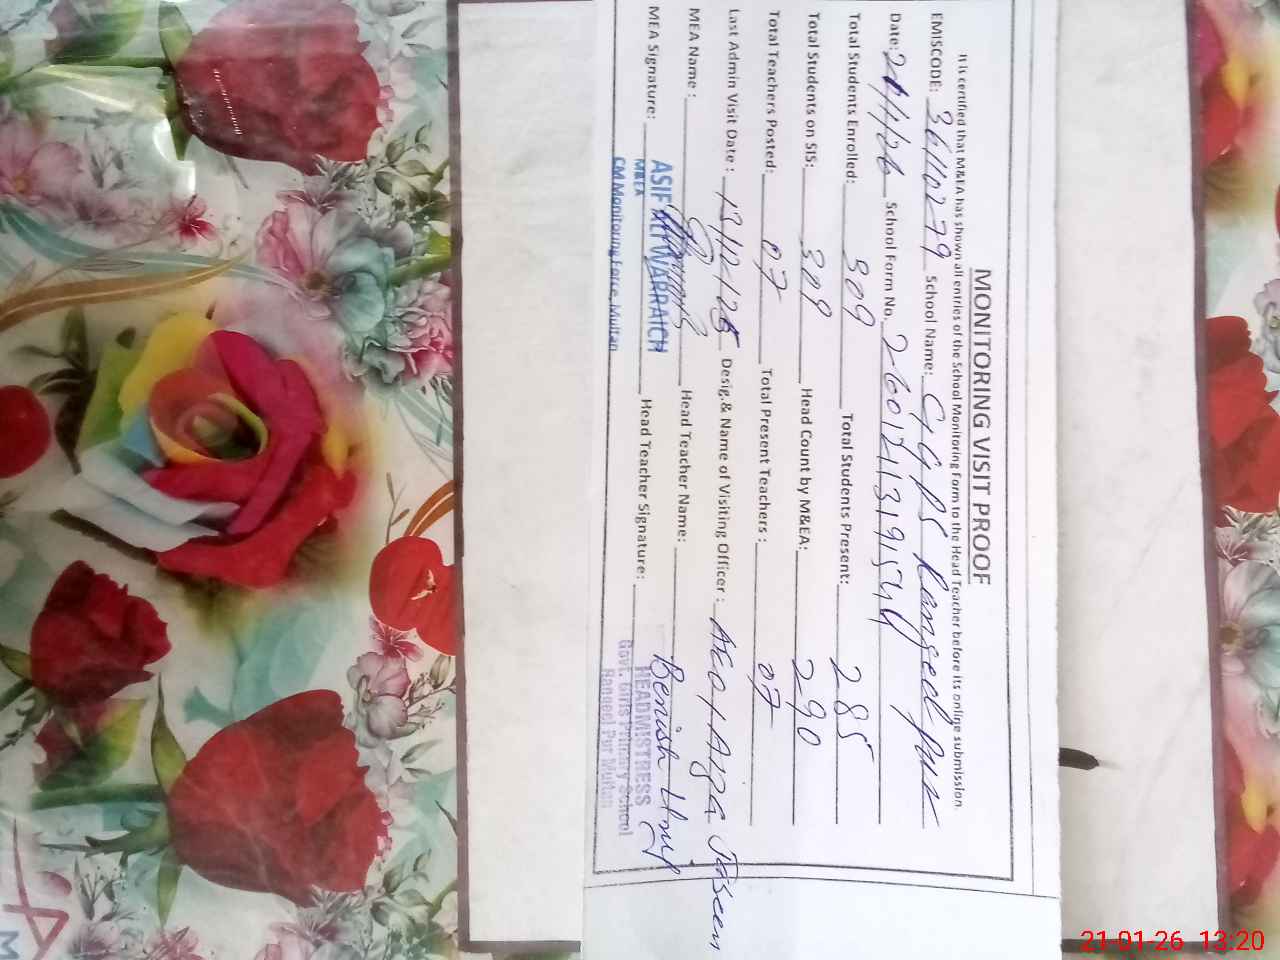 MONITORING VISIT PROOF
It is certified that M&EA has shown all entries of the School Monitoring Form to the Head Teacher before its online submission.
EMISCODE: 36110279 School Name: GGPS Rangeel Pur
Date: 21/1/26 School Form No.
Total Students Enrolled: 309 Total Students Present: 285
Total Students on SIS: 309 Head Count by M&EA: 290
Total Teachers Posted: 07 Total Present Teachers : 07
Last Admin Visit Date : 13/12/25 Desig.& Name of Visiting Officer : AEO
MEA Name : Head Teacher Name: Benish
MEA Signature: Head Teacher Signature:
ASIF ALI WARRAICH
M&EA
CM Monitoring Force, Multan
HEADMISTRESS
Govt. Girls Primary School
Rangeel Pur Multan
21-01-26 13:20